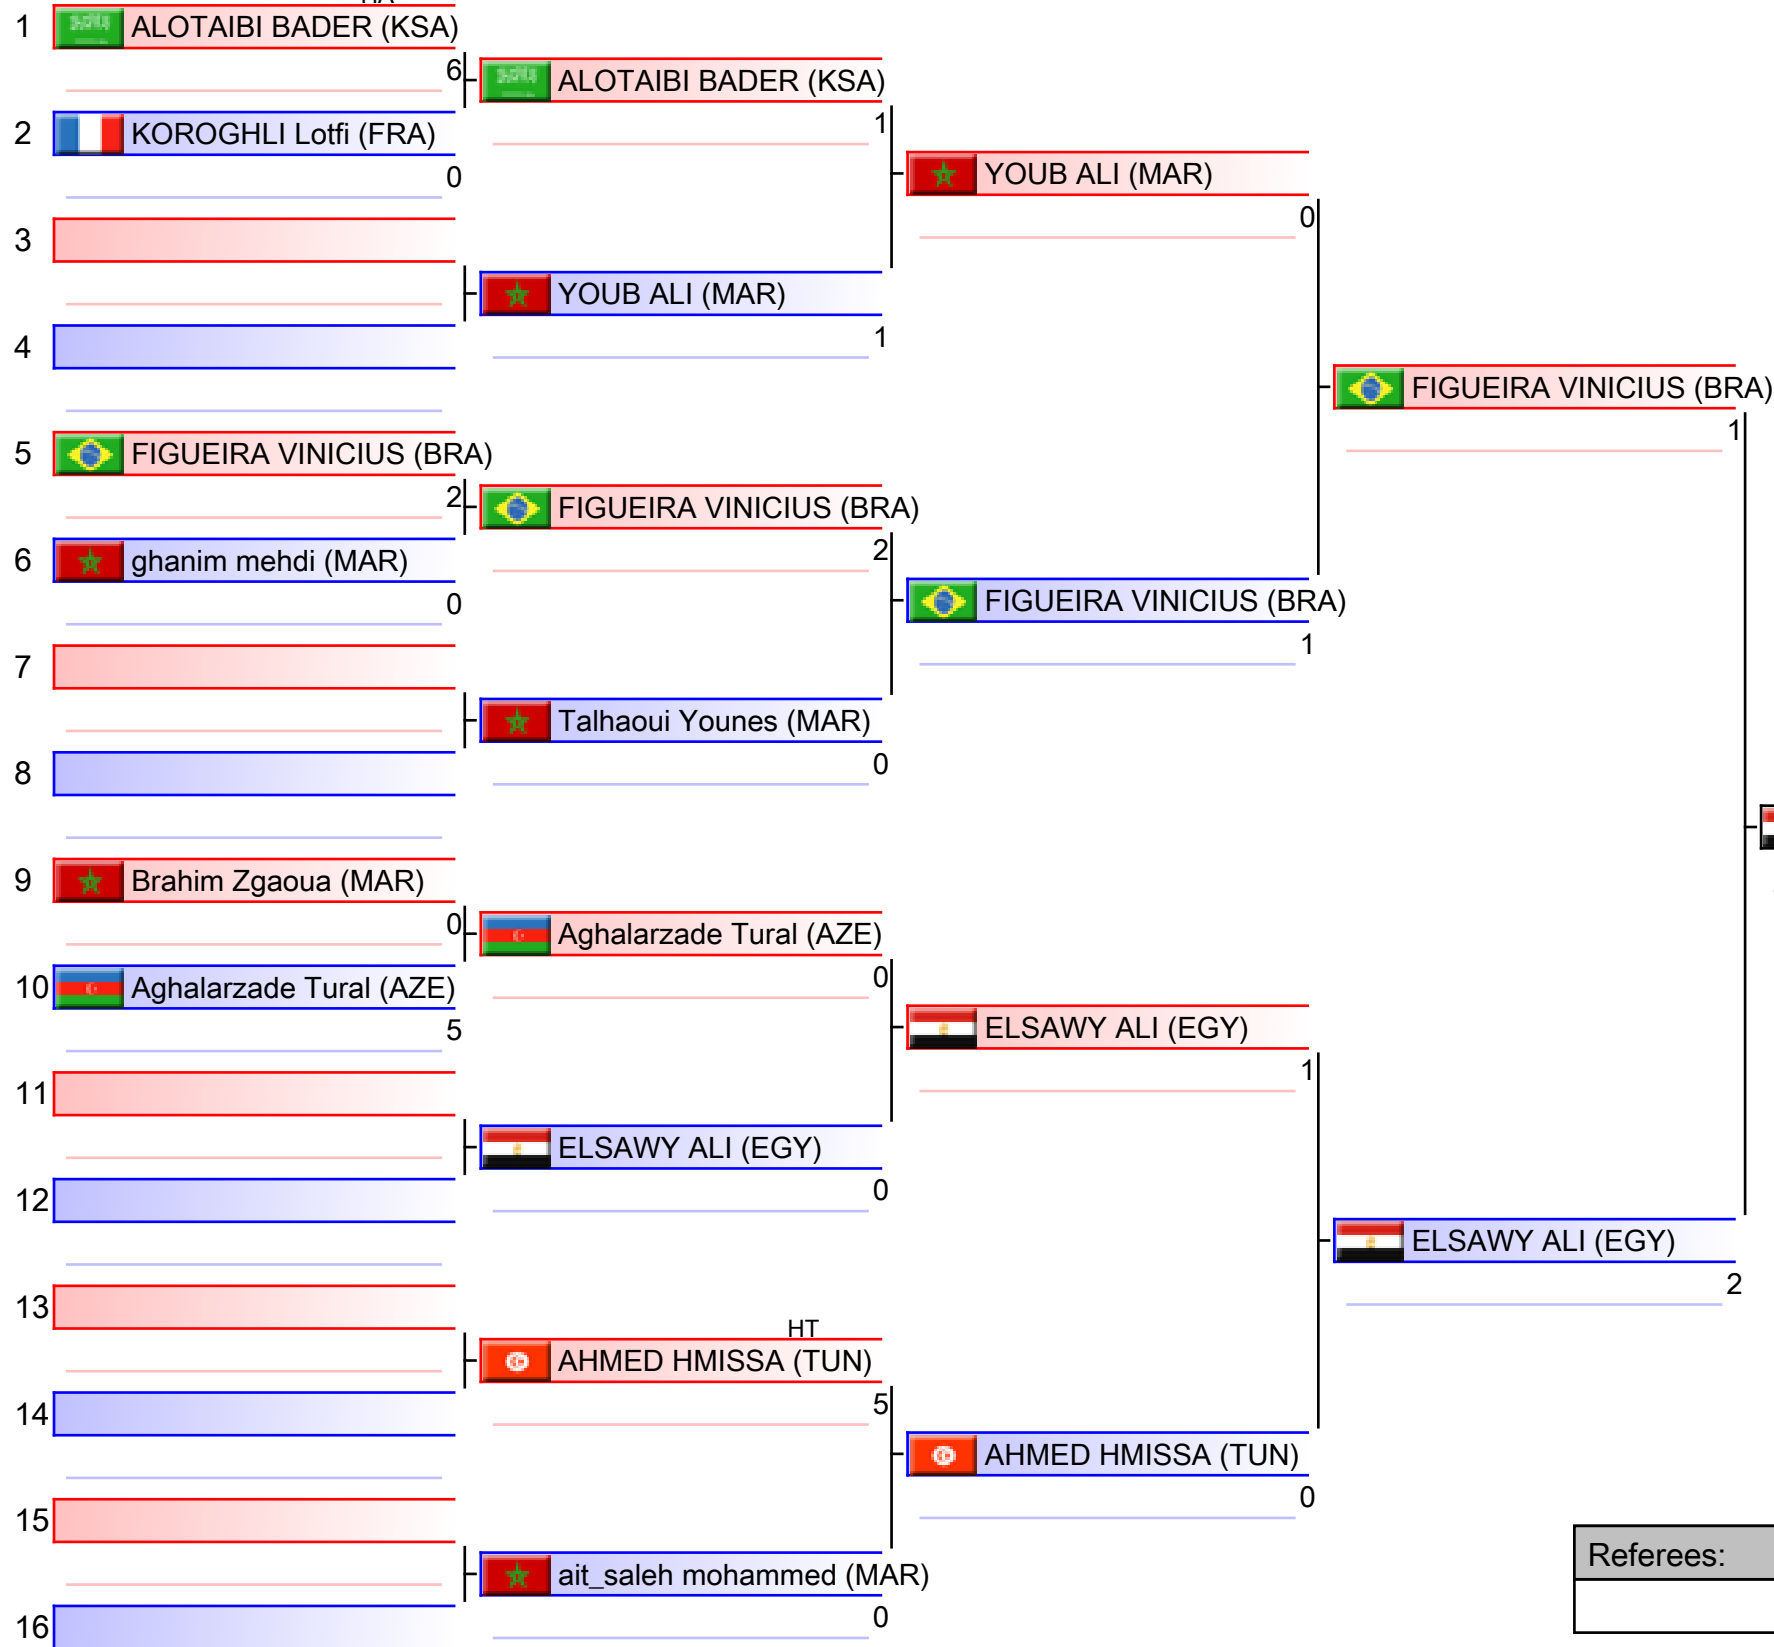 1 ALOTAIBI BADER (KSA)
6 ALOTAIBI BADER (KSA)
1
2 KOROGHLI Lotfi (FRA)
0
YOUB ALI (MAR)
0
3
YOUB ALI (MAR)
1
4
FIGUEIRA VINICIUS (BRA)
1
5 FIGUEIRA VINICIUS (BRA)
2 FIGUEIRA VINICIUS (BRA)
2
6 ghanim mehdi (MAR)
0
FIGUEIRA VINICIUS (BRA)
1
7
Talhaoui Younes (MAR)
0
8
9 Brahim Zgaoua (MAR)
0 Aghalarzade Tural (AZE)
0
10 Aghalarzade Tural (AZE)
5
ELSAWY ALI (EGY)
1
11
ELSAWY ALI (EGY)
0
12
ELSAWY ALI (EGY)
2
13
HT
AHMED HMISSA (TUN)
5
14
AHMED HMISSA (TUN)
0
15
ait_saleh mohammed (MAR)
0
16
Referees: